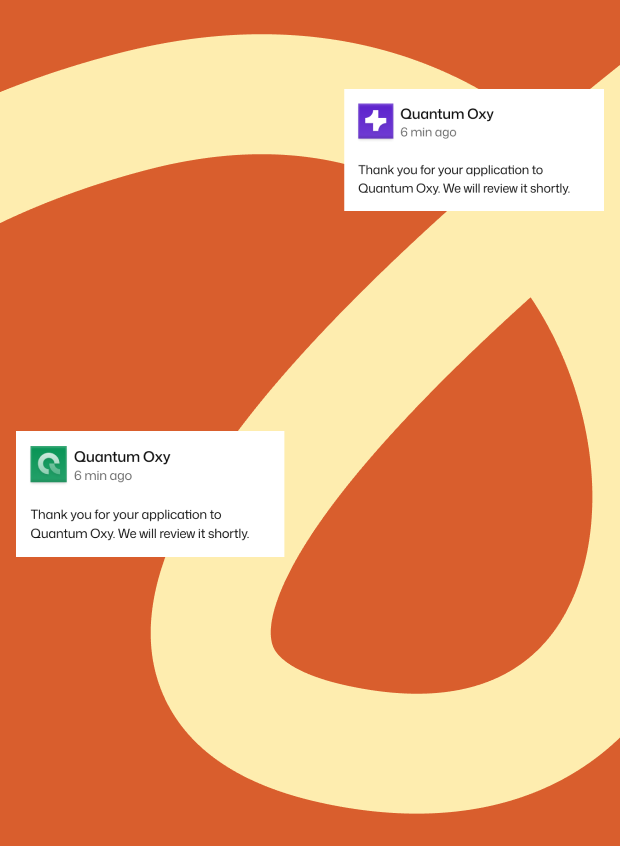 Quantum Oxy
6 min ago
Thank you for your application to
Quantum Oxy. We will review it shortly.
Quantum Oxy
6 min ago
Thank you for your application to
Quantum Oxy. We will review it shortly.